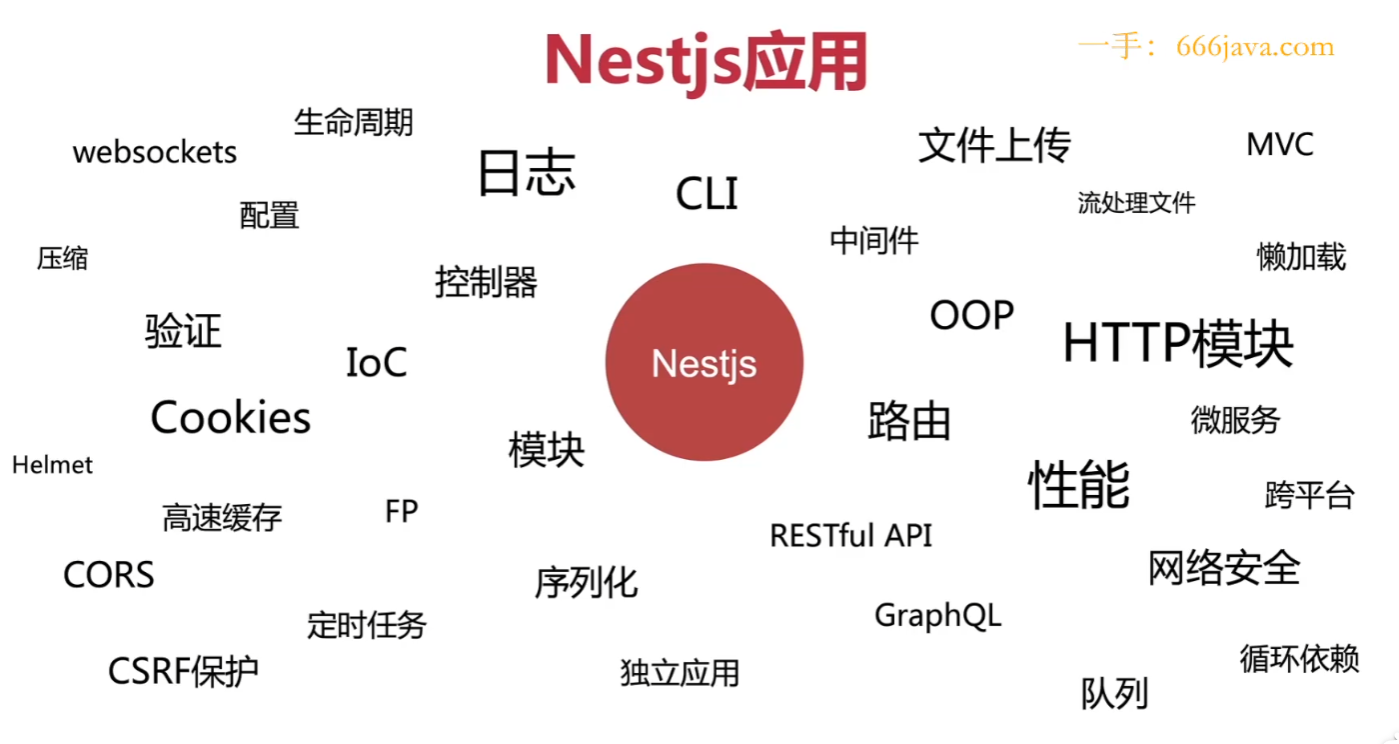 Nestjs应用
一手：666java.com
生命周期
websockets
日志
CLI
文件上传
MVC
配置
流处理文件
压缩
控制器
中间件
懒加载
验证
IoC
Nestjs
OOP
HTTP模块
Cookies
模块
路由
微服务
Helmet
高速缓存
FP
性能
跨平台
RESTful API
CORS
序列化
网络安全
定时任务
GraphQL
CSRF保护
独立应用
循环依赖
队列